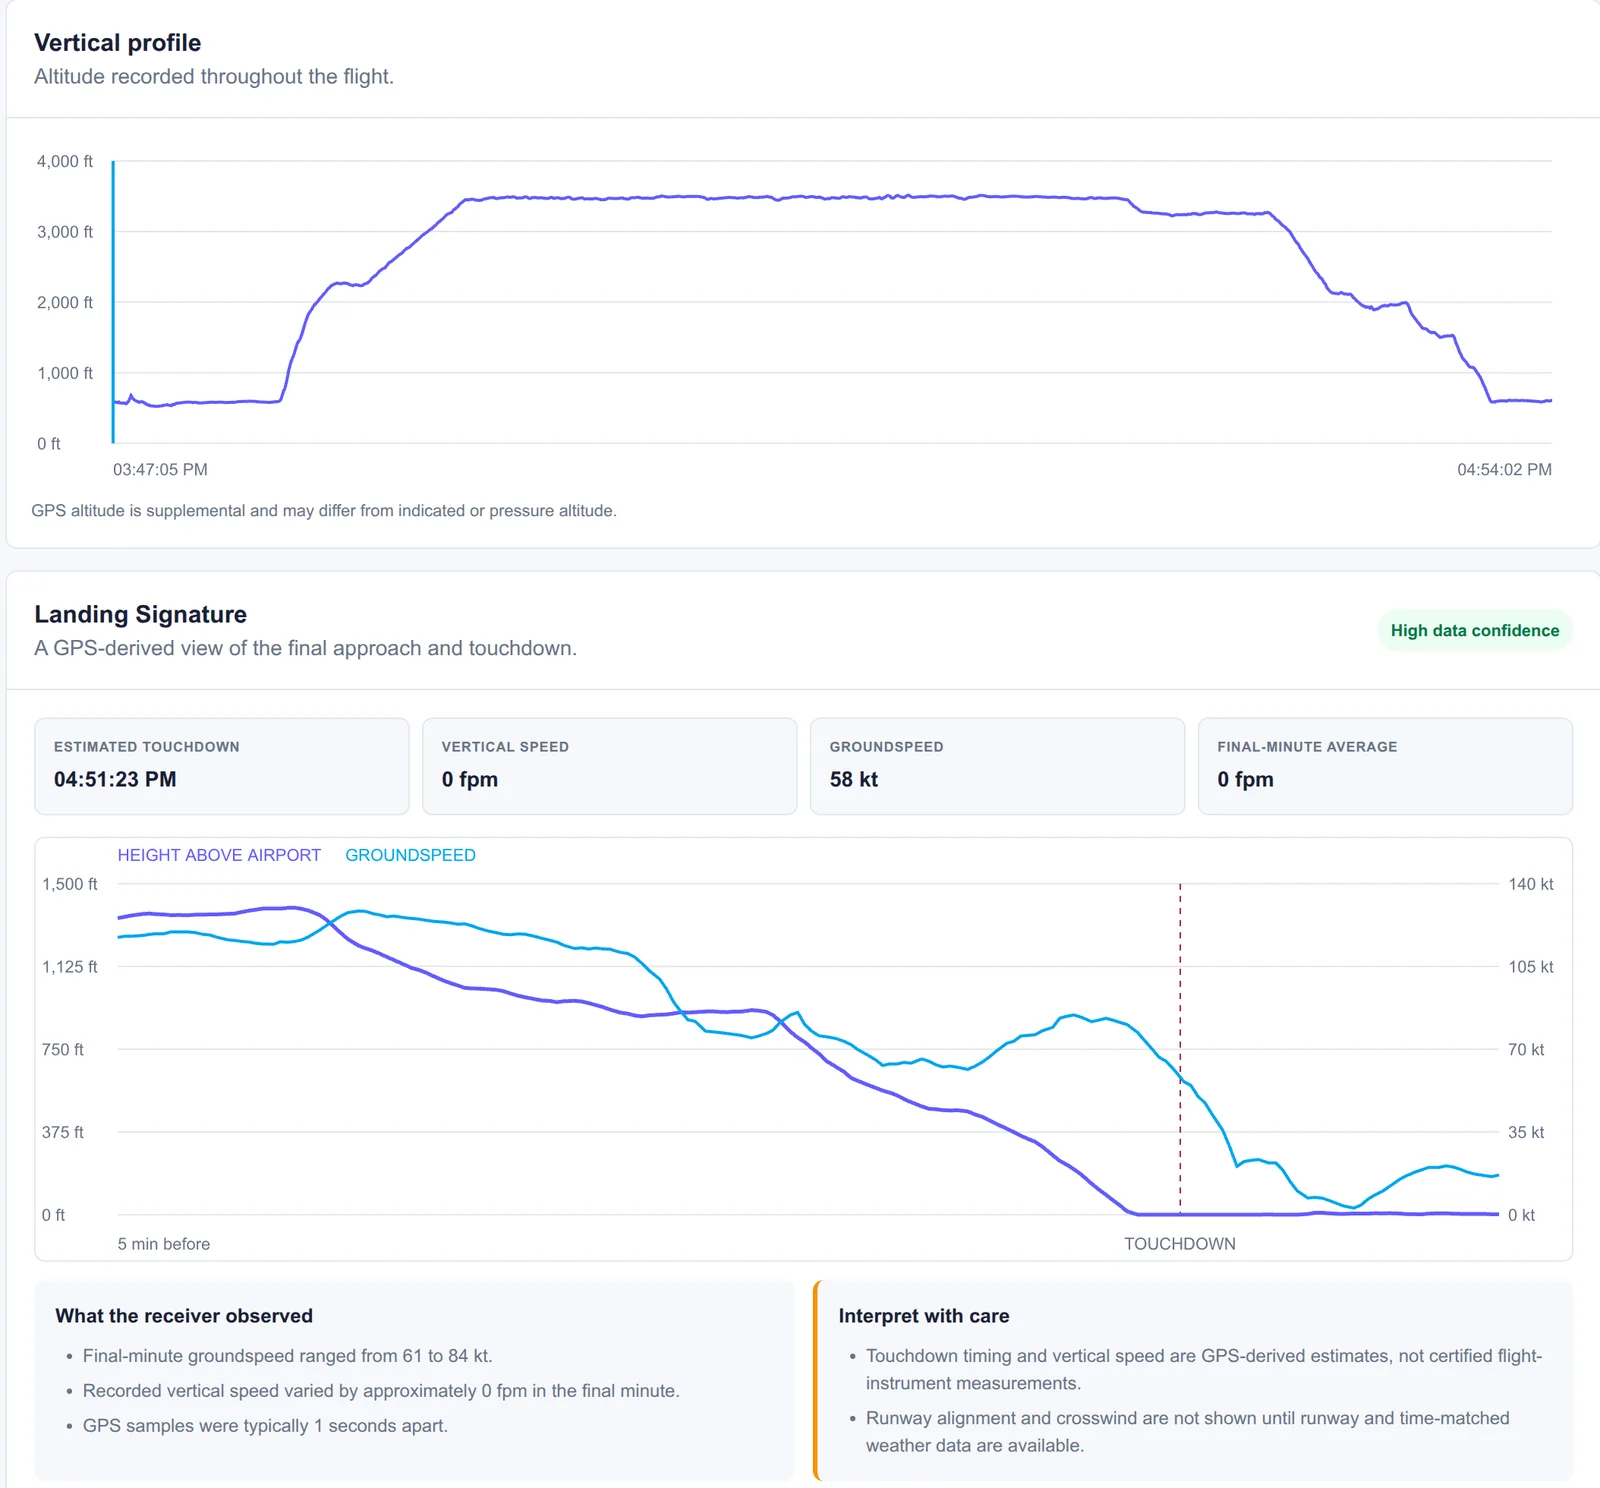 Vertical profile
Altitude recorded throughout the flight.
4,000 ft
3,000 ft
2,000 ft
1,000 ft
0 ft
03:47:05 PM
04:54:02 PM
GPS altitude is supplemental and may differ from indicated or pressure altitude.
Landing Signature
A GPS-derived view of the final approach and touchdown.
High data confidence
ESTIMATED TOUCHDOWN
04:51:23 PM
VERTICAL SPEED
0 fpm
GROUNDSPEED
58 kt
FINAL-MINUTE AVERAGE
0 fpm
HEIGHT ABOVE AIRPORT
GROUNDSPEED
1,500 ft
140 kt
1,125 ft
105 kt
750 ft
70 kt
375 ft
35 kt
0 ft
0 kt
5 min before
TOUCHDOWN
What the receiver observed
• Final-minute groundspeed ranged from 61 to 84 kt.
• Recorded vertical speed varied by approximately 0 fpm in the final minute.
• GPS samples were typically 1 seconds apart.
Interpret with care
• Touchdown timing and vertical speed are GPS-derived estimates, not certified flight-
instrument measurements.
• Runway alignment and crosswind are not shown until runway and time-matched
weather data are available.